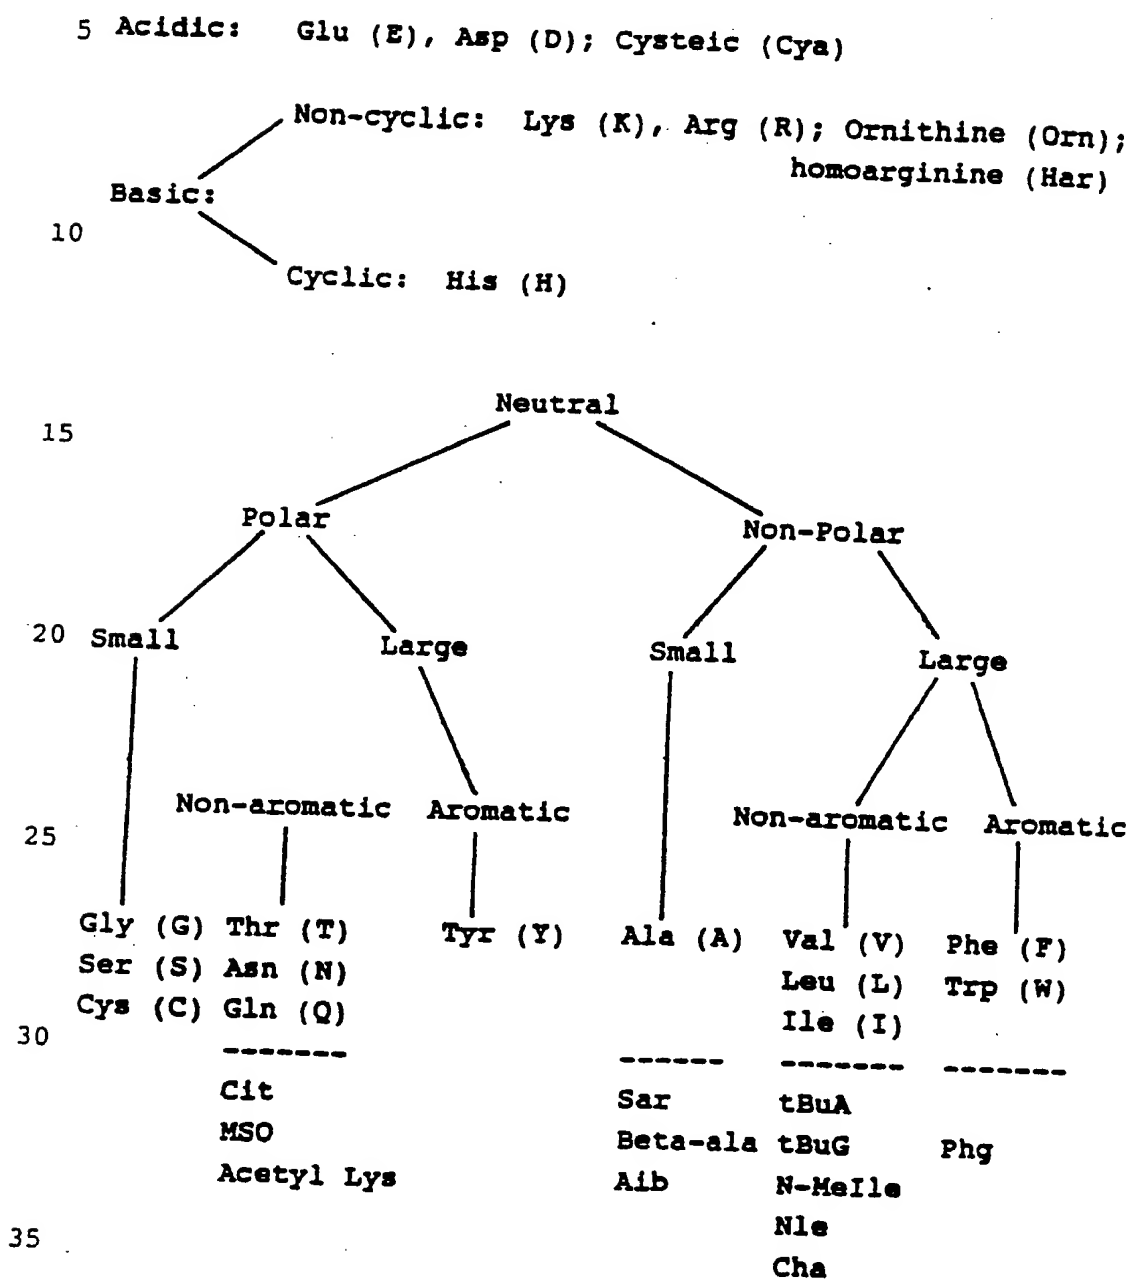 5 Acidic: Glu (E), Asp (D); Cysteic (Cya)
Non-cyclic: Lys (K), Arg (R); Ornithine (Orn);
homoarginine (Har)
Basic:
10
Cyclic: His (H)
Neutral
15
Polar Non-Polar
20 Small Large Small Large
Non-aromatic Aromatic Non-aromatic Aromatic
25
Gly (G) Thr (T) Tyr (Y) Ala (A) Val (V) Phe (F)
Ser (S) Asn (N) Leu (L) Trp (W)
Cys (C) Gln (Q) Ile (I)
30
------- ------ ------- -------
Cit Sar tBuA
MSO Beta-ala tBuG Phg
Acetyl Lys Aib N-MeIle
Nle
35
Cha